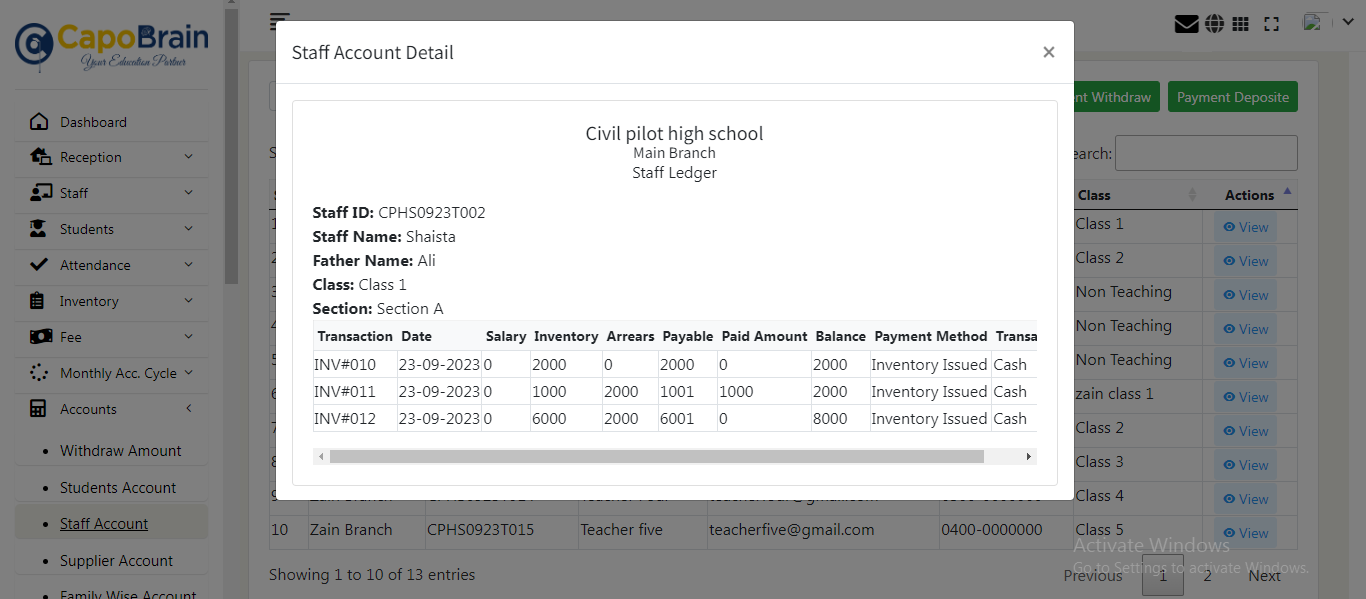 CapoBrain
Your Education Partner
Dashboard
Reception
Staff
Students
Attendance
Inventory
Fee
Monthly Acc. Cycle
Accounts
Withdraw Amount
Students Account
Staff Account
Supplier Account
Family Wise Account
Staff Account Detail ×
Civil pilot high school
Main Branch
Staff Ledger
Staff ID: CPHS0923T002
Staff Name: Shaista
Father Name: Ali
Class: Class 1
Section: Section A
Transaction Date Salary Inventory Arrears Payable Paid Amount Balance Payment Method Transa
INV#010 23-09-2023 0 2000 0 2000 0 2000 Inventory Issued Cash
INV#011 23-09-2023 0 1000 2000 1001 1000 2000 Inventory Issued Cash
INV#012 23-09-2023 0 6000 2000 6001 0 8000 Inventory Issued Cash
nt Withdraw Payment Deposite
earch:
Class Actions
1 Class 1 View
2 Class 2 View
3 Non Teaching View
4 Non Teaching View
5 Non Teaching View
6 zain class 1 View
7 Class 2 View
8 Class 3 View
9 Class 4 View
10 Zain Branch CPHS0923T015 Teacher five teacherfive@gmail.com 0400-0000000 Class 5 View
Showing 1 to 10 of 13 entries
Previous 1 2 Next
Activate Windows
Go to Settings to activate Windows.